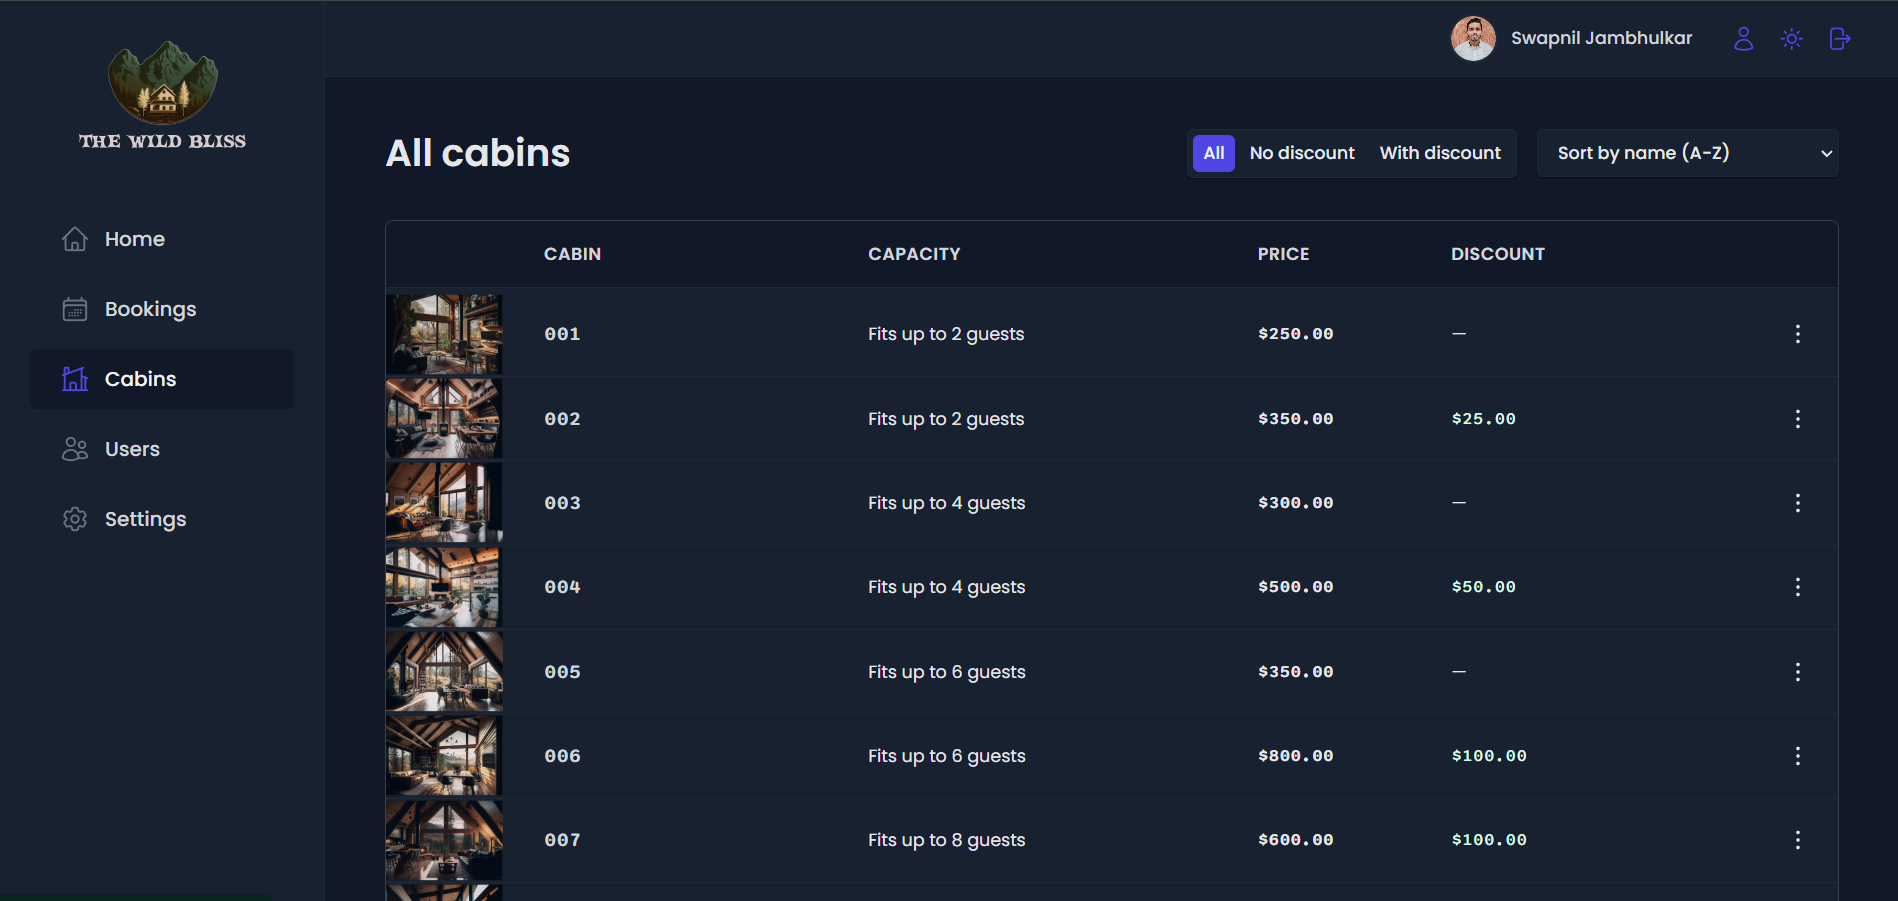 THE WILD BLISS
Home
Bookings
Cabins
Users
Settings
Swapnil Jambhulkar
All cabins
All No discount With discount
Sort by name (A-Z)
CABIN CAPACITY PRICE DISCOUNT
001 Fits up to 2 guests $250.00 —
002 Fits up to 2 guests $350.00 $25.00
003 Fits up to 4 guests $300.00 —
004 Fits up to 4 guests $500.00 $50.00
005 Fits up to 6 guests $350.00 —
006 Fits up to 6 guests $800.00 $100.00
007 Fits up to 8 guests $600.00 $100.00